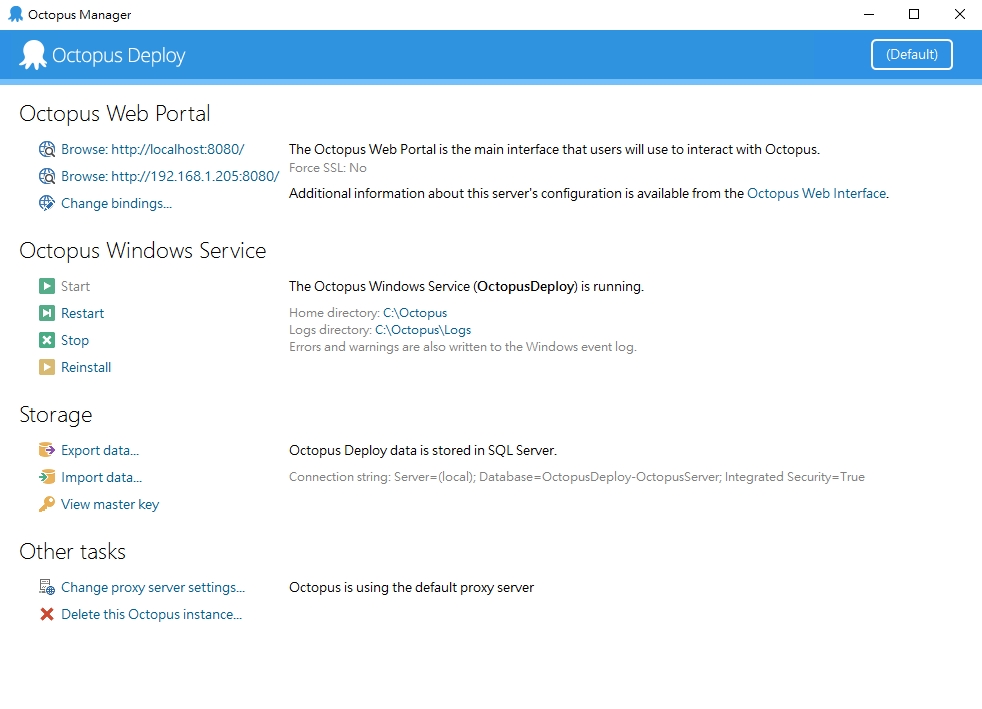 Octopus Manager
Octopus Deploy
(Default)
Octopus Web Portal
Browse: http://localhost:8080/
The Octopus Web Portal is the main interface that users will use to interact with Octopus.
Force SSL: No
Browse: http://192.168.1.205:8080/
Additional information about this server's configuration is available from the Octopus Web Interface.
Change bindings...
Octopus Windows Service
Start
The Octopus Windows Service (OctopusDeploy) is running.
Restart
Home directory: C:\Octopus
Logs directory: C:\Octopus\Logs
Stop
Errors and warnings are also written to the Windows event log.
Reinstall
Storage
Export data...
Octopus Deploy data is stored in SQL Server.
Import data...
Connection string: Server=(local); Database=OctopusDeploy-OctopusServer; Integrated Security=True
View master key
Other tasks
Change proxy server settings...
Octopus is using the default proxy server
Delete this Octopus instance...